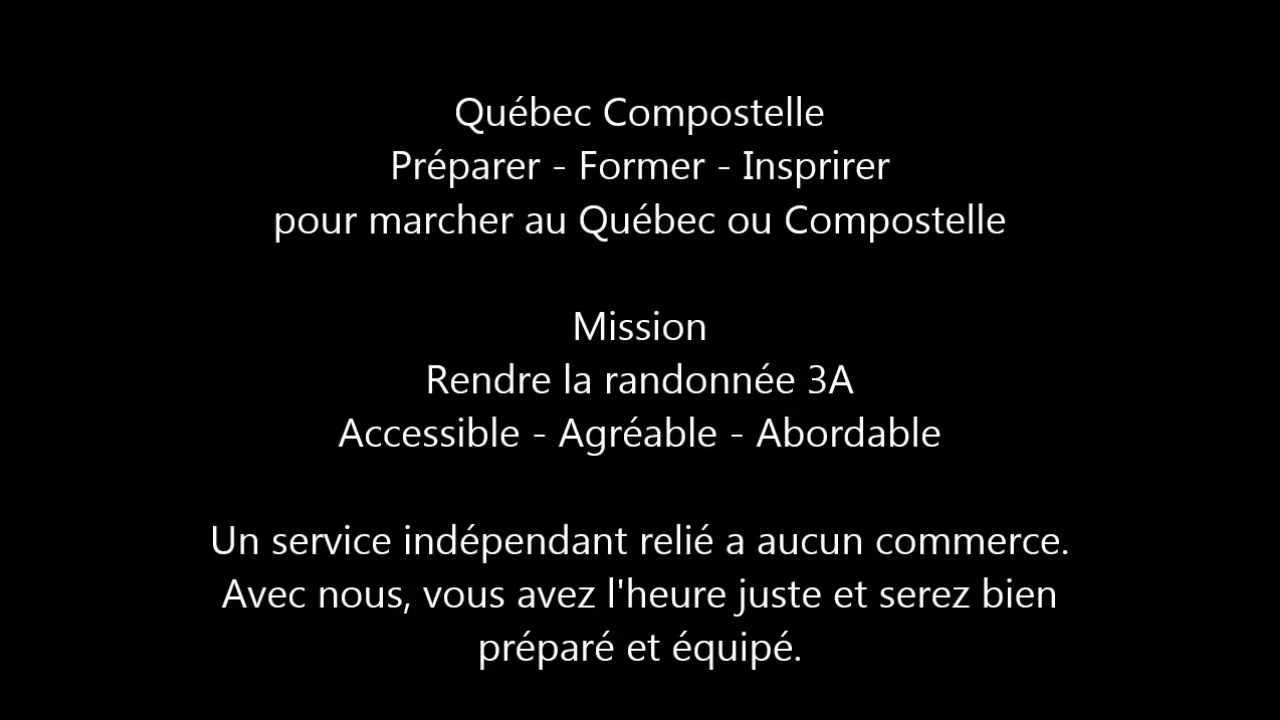 Québec Compostelle
Préparer - Former - Insprirer
pour marcher au Québec ou Compostelle
Mission
Rendre la randonnée 3A
Accessible - Agréable - Abordable
Un service indépendant relié a aucun commerce.
Avec nous, vous avez l'heure juste et serez bien
préparé et équipé.